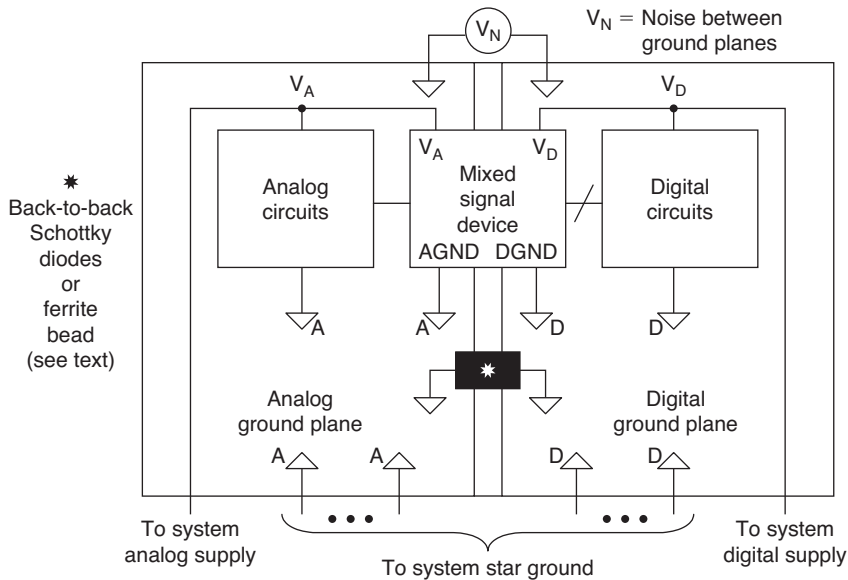 V_N
V_N = Noise between
ground planes
V_A
V_D
V_A
V_D
Analog
circuits
Mixed
signal
device
AGND DGND
Digital
circuits
Back-to-back
Schottky
diodes
or
ferrite
bead
(see text)
A
A
D
D
Analog
ground plane
Digital
ground plane
A
A
D
D
To system
analog supply
To system star ground
To system
digital supply